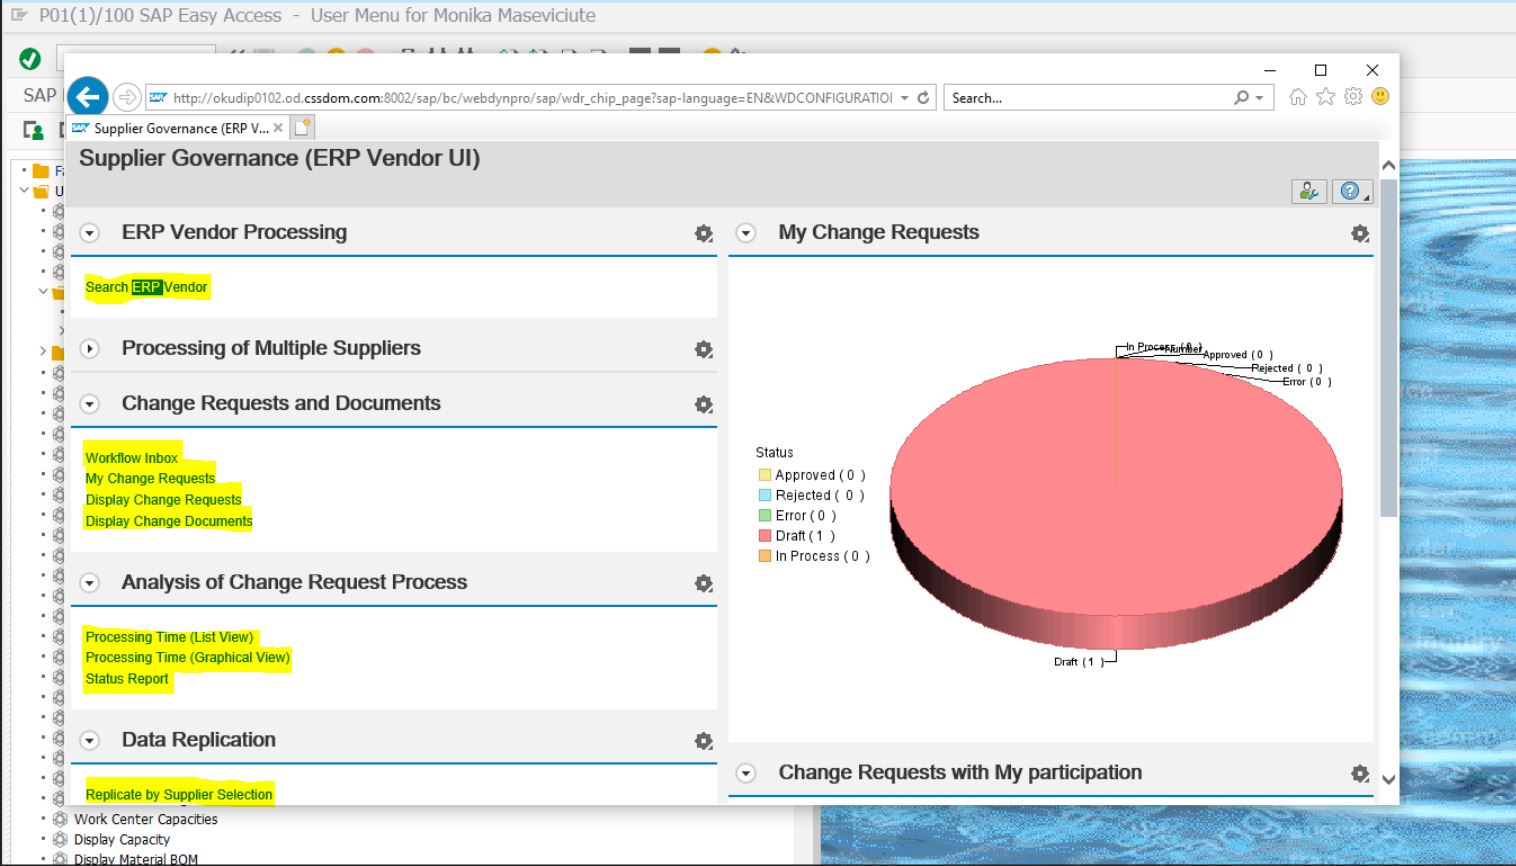 P01(1)/100 SAP Easy Access - User Menu for Monika Maseviciute
SAP
http://okudip0102.od.cssdom.com:8002/sap/bc/webdynpro/sap/wdr_chip_page?sap-language=EN&WDCONFIGURATIOI
Search...
Supplier Governance (ERP V...
Supplier Governance (ERP Vendor UI)
ERP Vendor Processing
Search ERP Vendor
Processing of Multiple Suppliers
Change Requests and Documents
Workflow Inbox
My Change Requests
Display Change Requests
Display Change Documents
Analysis of Change Request Process
Processing Time (List View)
Processing Time (Graphical View)
Status Report
Data Replication
Replicate by Supplier Selection
My Change Requests
In Process ( 0 )
Number
Approved ( 0 )
Rejected ( 0 )
Error ( 0 )
Status
Approved ( 0 )
Rejected ( 0 )
Error ( 0 )
Draft ( 1 )
In Process ( 0 )
Draft ( 1 )
Change Requests with My participation
Work Center Capacities
Display Capacity
Display Material BOM